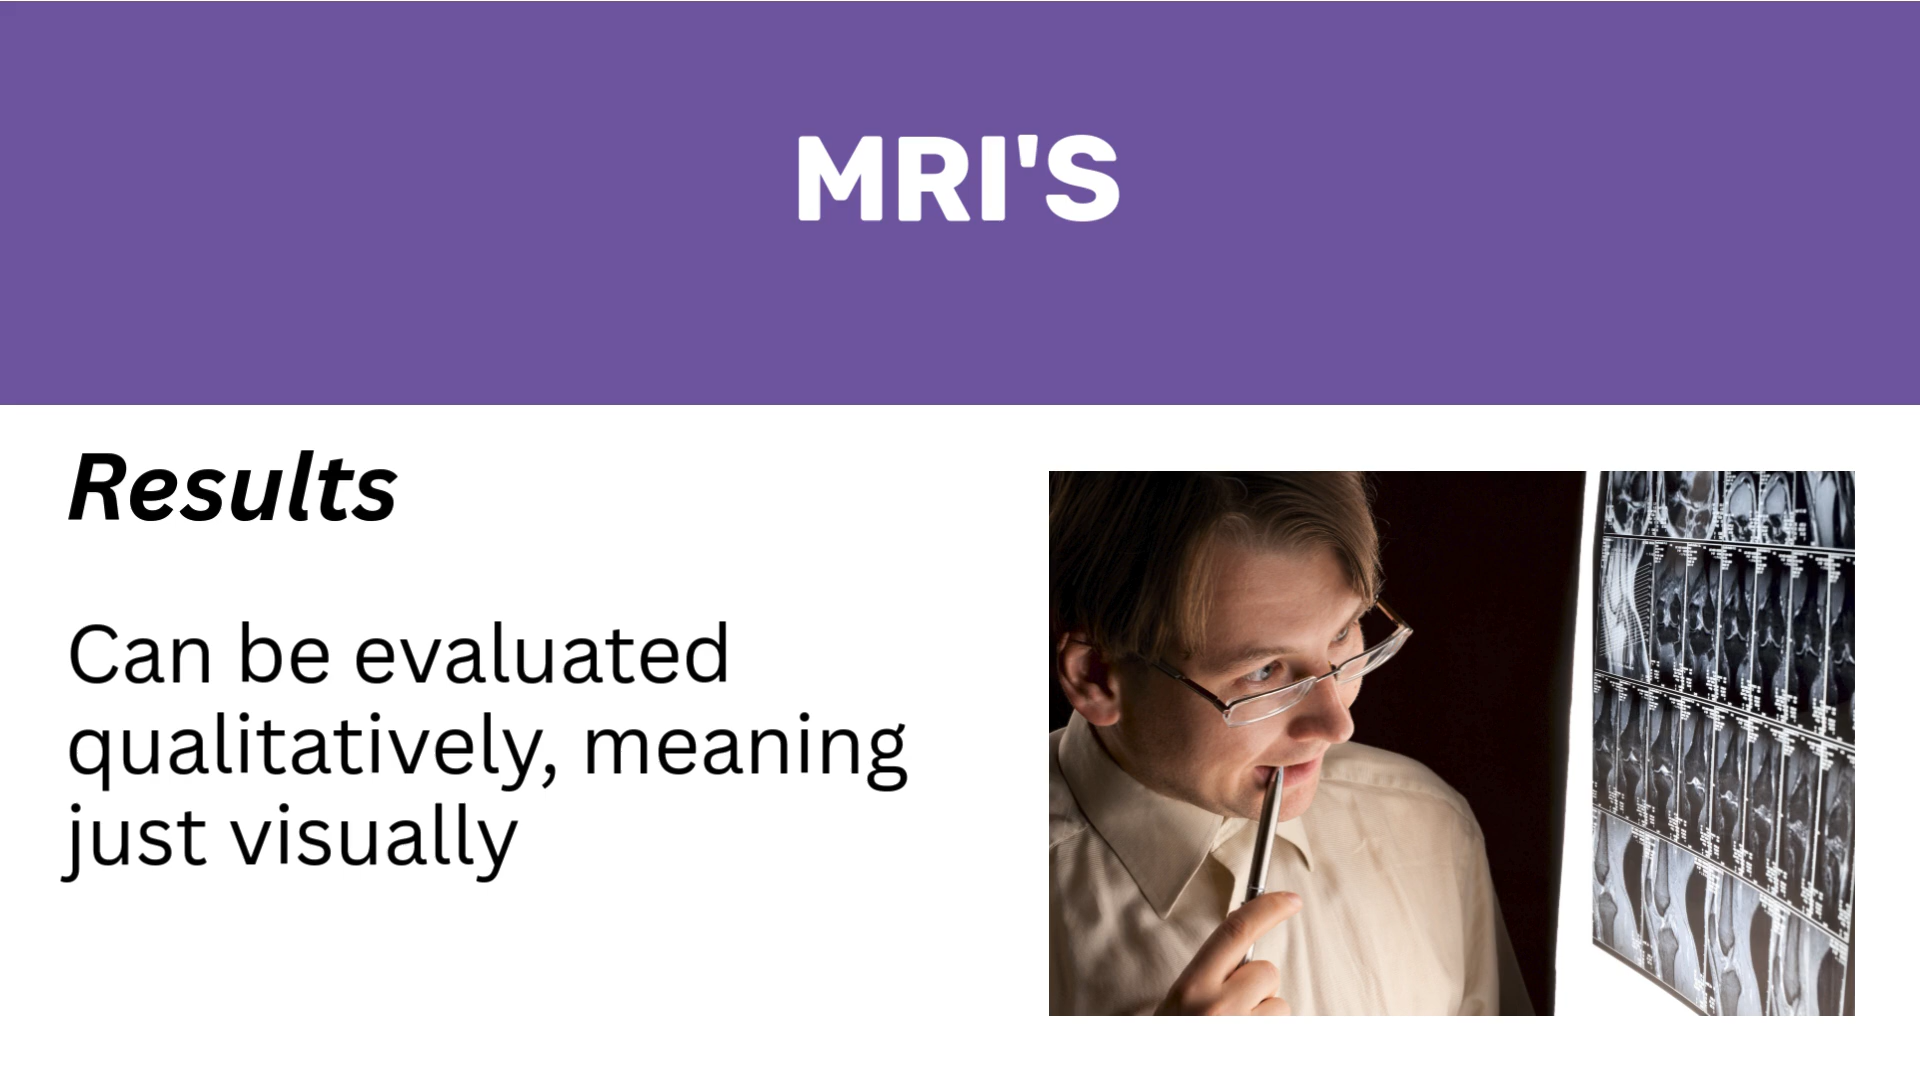 MRI'S
Results
Can be evaluated
qualitatively, meaning
just visually